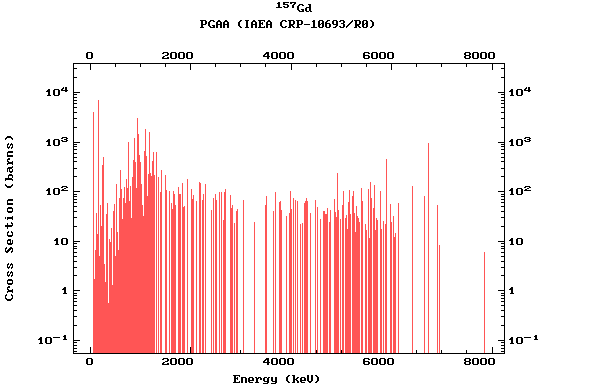 ¹⁵⁷Gd
PGAA (IAEA CRP-10693/R0)
0 2000 4000 6000 8000
10⁴ 10⁴
10³ 10³
10² 10²
10 10
1 1
10⁻¹ 10⁻¹
0 2000 4000 6000 8000
Cross Section (barns)
Energy (keV)